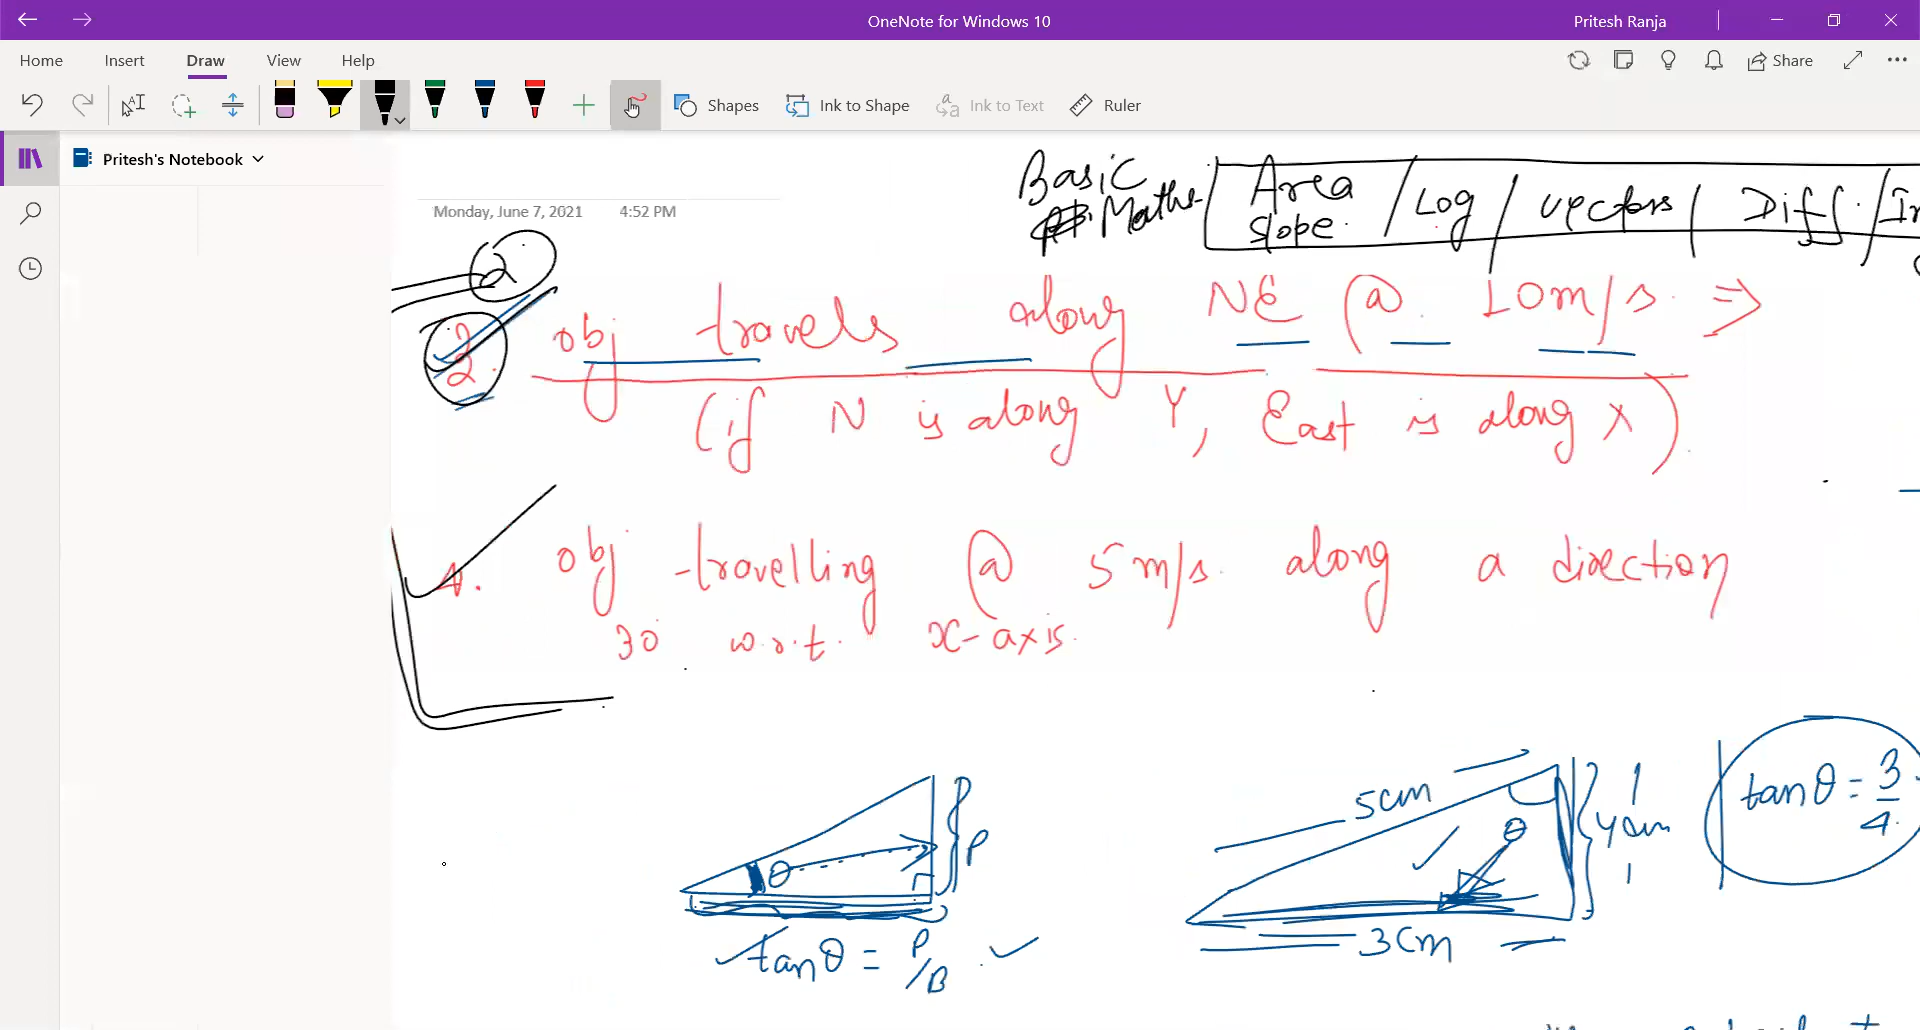 OneNote for Windows 10
Pritesh Ranja
Home Insert Draw View Help
Share
Shapes Ink to Shape Ink to Text Ruler
Pritesh's Notebook
Monday, June 7, 2021 4:52 PM
Basic
Maths
Area / Log / vectors / Diff. / In
slope.
2
2. obj travels along NE @ 10m/s. ⇒
(if N is along Y, East is along X)
4. obj travelling @ 5m/s. along a direction
30 w.r.t. x-axis.
θ P P
tanθ = P/B
5cm θ 4cm
3cm
tanθ = 3/4